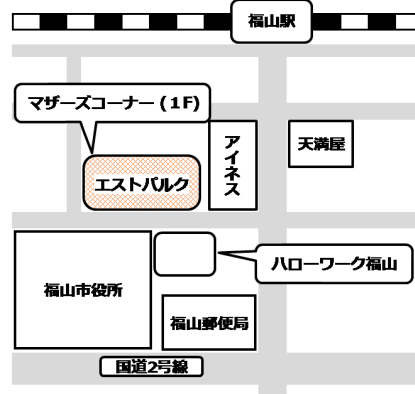 福山駅
マザーズコーナー(1F)
アイネス
天満屋
エストパルク
ハローワーク福山
福山市役所
福山郵便局
国道2号線